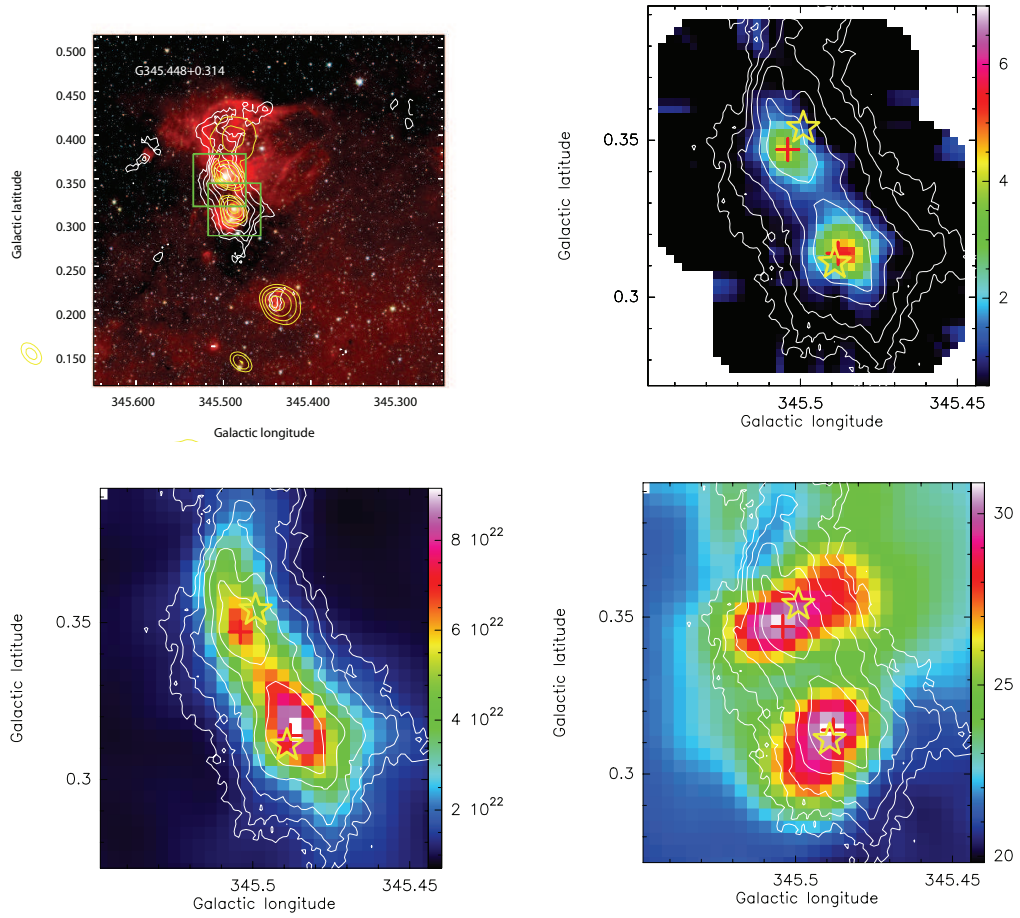 G345.448+0.314
0.500
0.450
0.400
0.350
0.300
0.250
0.200
0.150
Galactic latitude
345.600 345.500 345.400 345.300
Galactic longitude
0.35
0.3
Galactic latitude
345.5 345.45
Galactic longitude
6
4
2
0.35
0.3
Galactic latitude
345.5 345.45
Galactic longitude
8 10²²
6 10²²
4 10²²
2 10²²
0.35
0.3
Galactic latitude
345.5 345.45
Galactic longitude
30
25
20